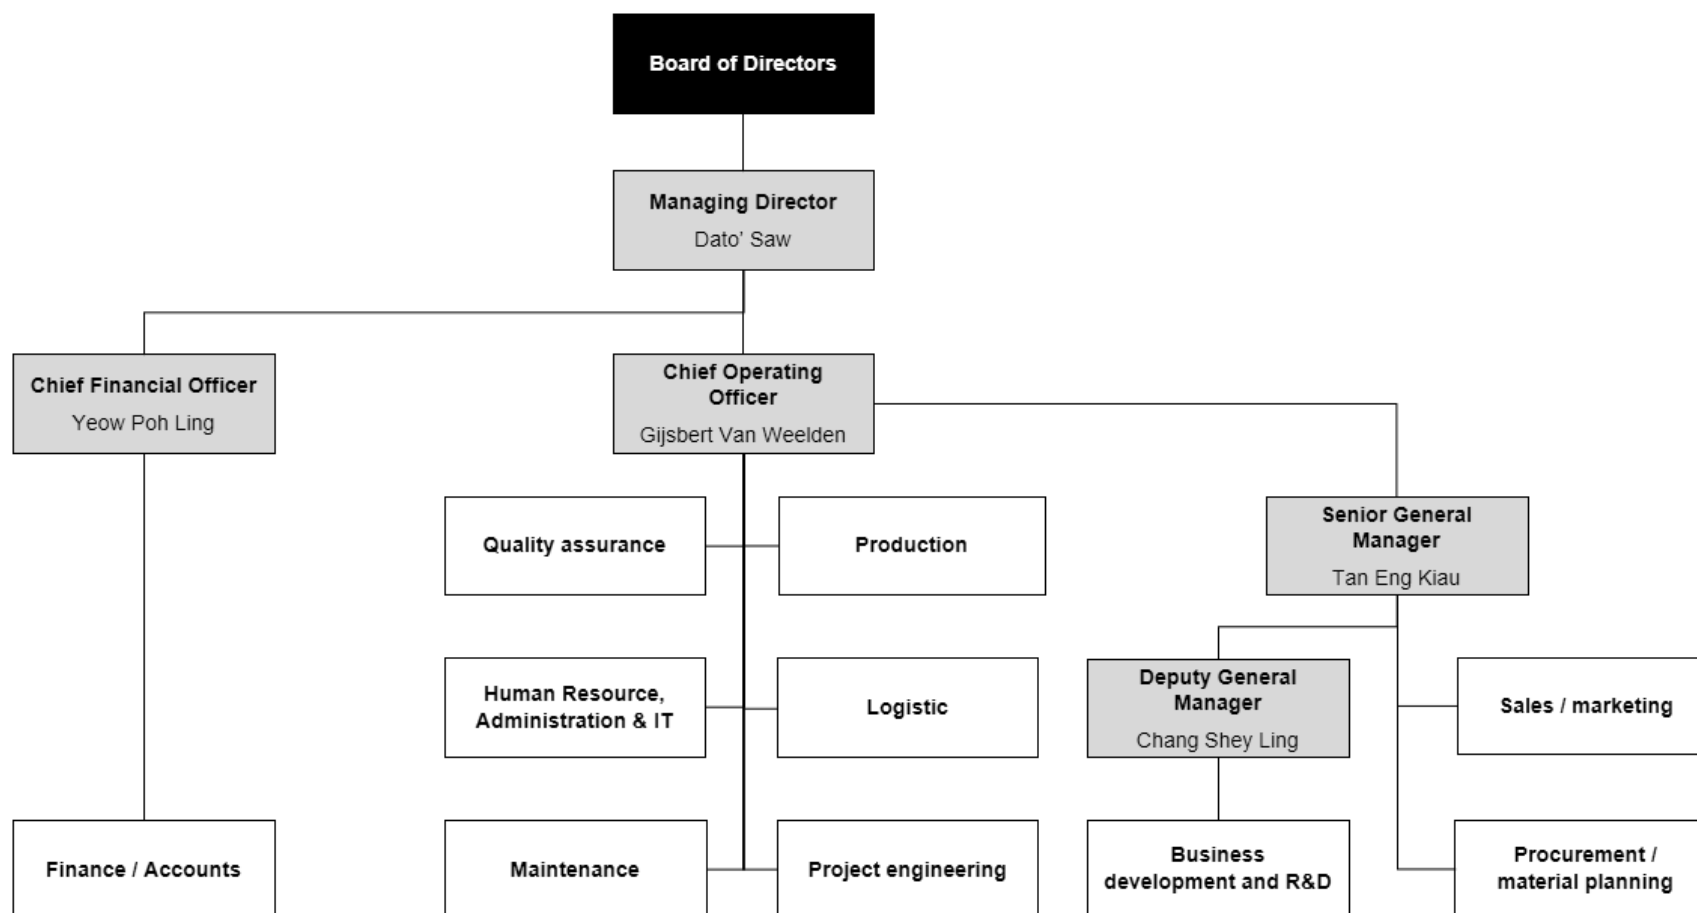 Board of Directors
Managing Director
Dato' Saw
Chief Financial Officer
Yeow Poh Ling
Chief Operating
Officer
Gijsbert Van Weelden
Quality assurance
Production
Senior General
Manager
Tan Eng Kiau
Human Resource,
Administration & IT
Logistic
Deputy General
Manager
Chang Shey Ling
Sales / marketing
Finance / Accounts
Maintenance
Project engineering
Business
development and R&D
Procurement /
material planning